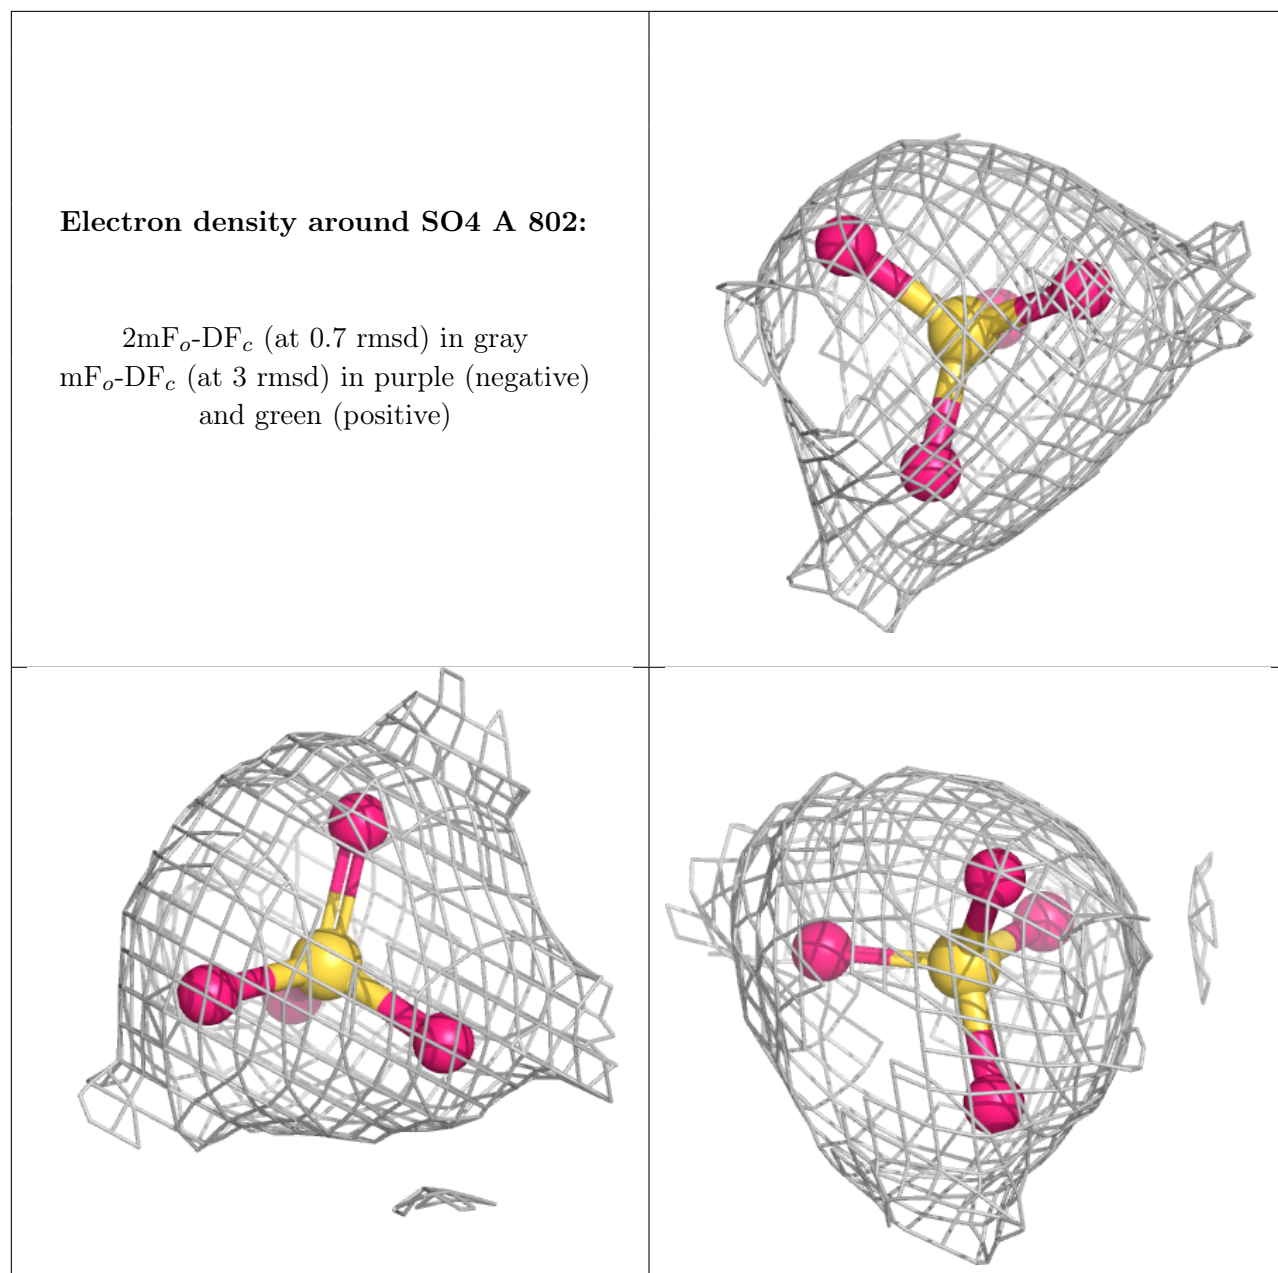 Electron density around SO4 A 802:
2mFo-DFc (at 0.7 rmsd) in gray
mFo-DFc (at 3 rmsd) in purple (negative)
and green (positive)